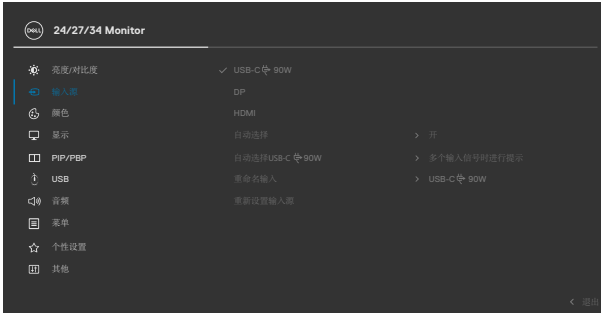 DELL
24/27/34 Monitor
亮度/对比度
✓ USB-C 90W
输入源
DP
颜色
HDMI
显示
自动选择 > 开
PIP/PBP
自动选择USB-C 90W > 多个输入信号时进行提示
USB
重命名输入 > USB-C 90W
音频
重新设置输入源
菜单
个性设置
其他
< 退出